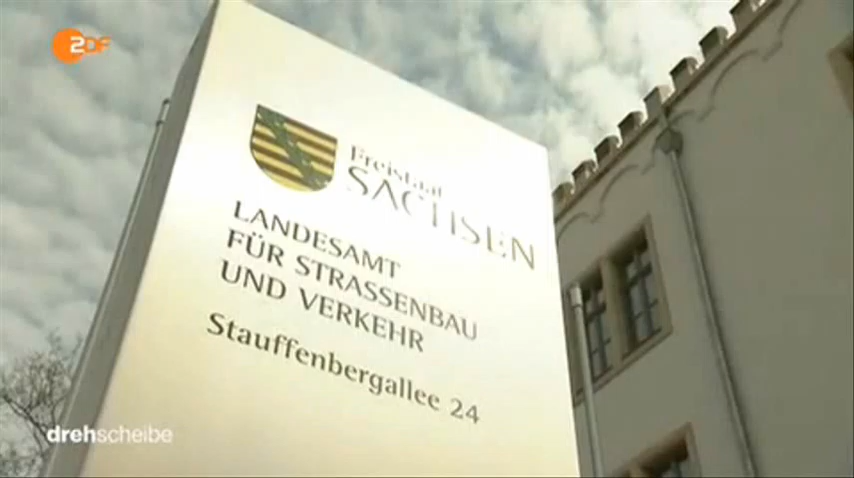 2DF
Freistaat
SACHSEN
LANDESAMT
FÜR STRASSENBAU
UND VERKEHR
Stauffenbergallee 24
drehscheibe